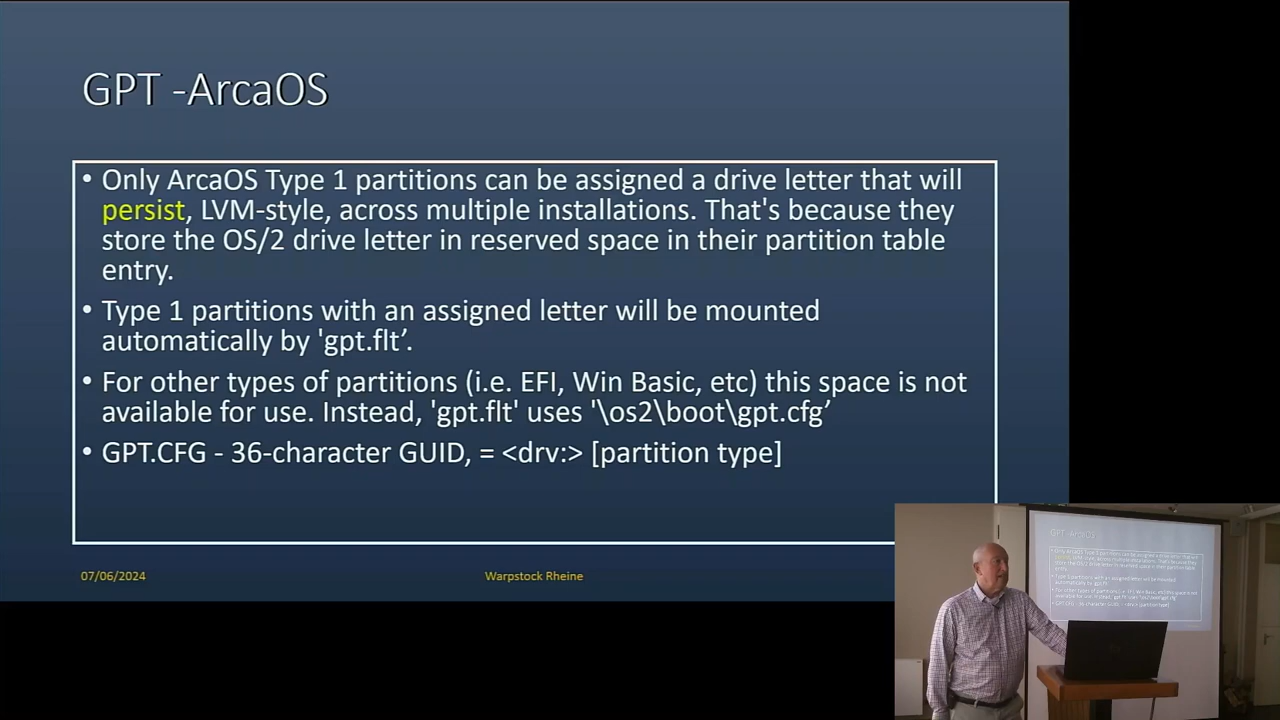 GPT -ArcaOS
• Only ArcaOS Type 1 partitions can be assigned a drive letter that will
persist, LVM-style, across multiple installations. That's because they
store the OS/2 drive letter in reserved space in their partition table
entry.
• Type 1 partitions with an assigned letter will be mounted
automatically by 'gpt.flt’.
• For other types of partitions (i.e. EFI, Win Basic, etc) this space is not
available for use. Instead, 'gpt.flt' uses '\os2\boot\gpt.cfg’
• GPT.CFG - 36-character GUID, = <drv:> [partition type]
07/06/2024
Warpstock Rheine
GPT -ArcaOS